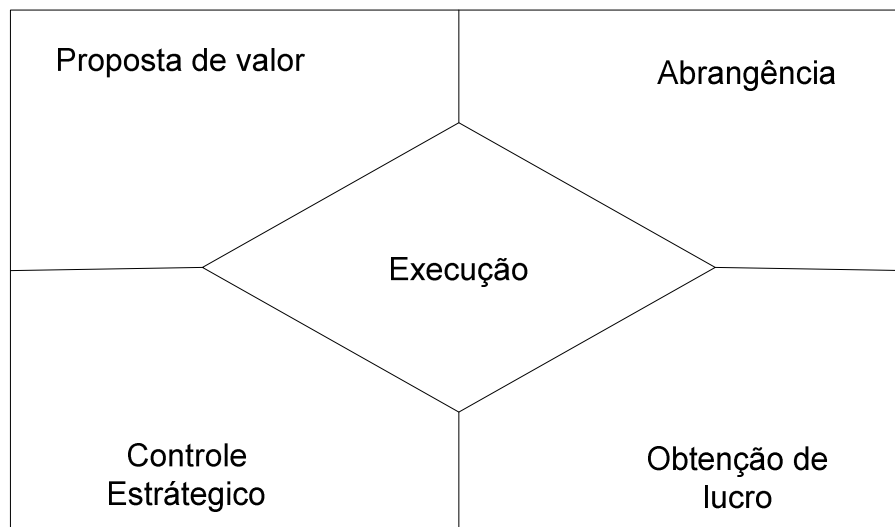 Proposta de valor
Abrangência
Execução
Controle
Estrátegico
Obtenção de
lucro